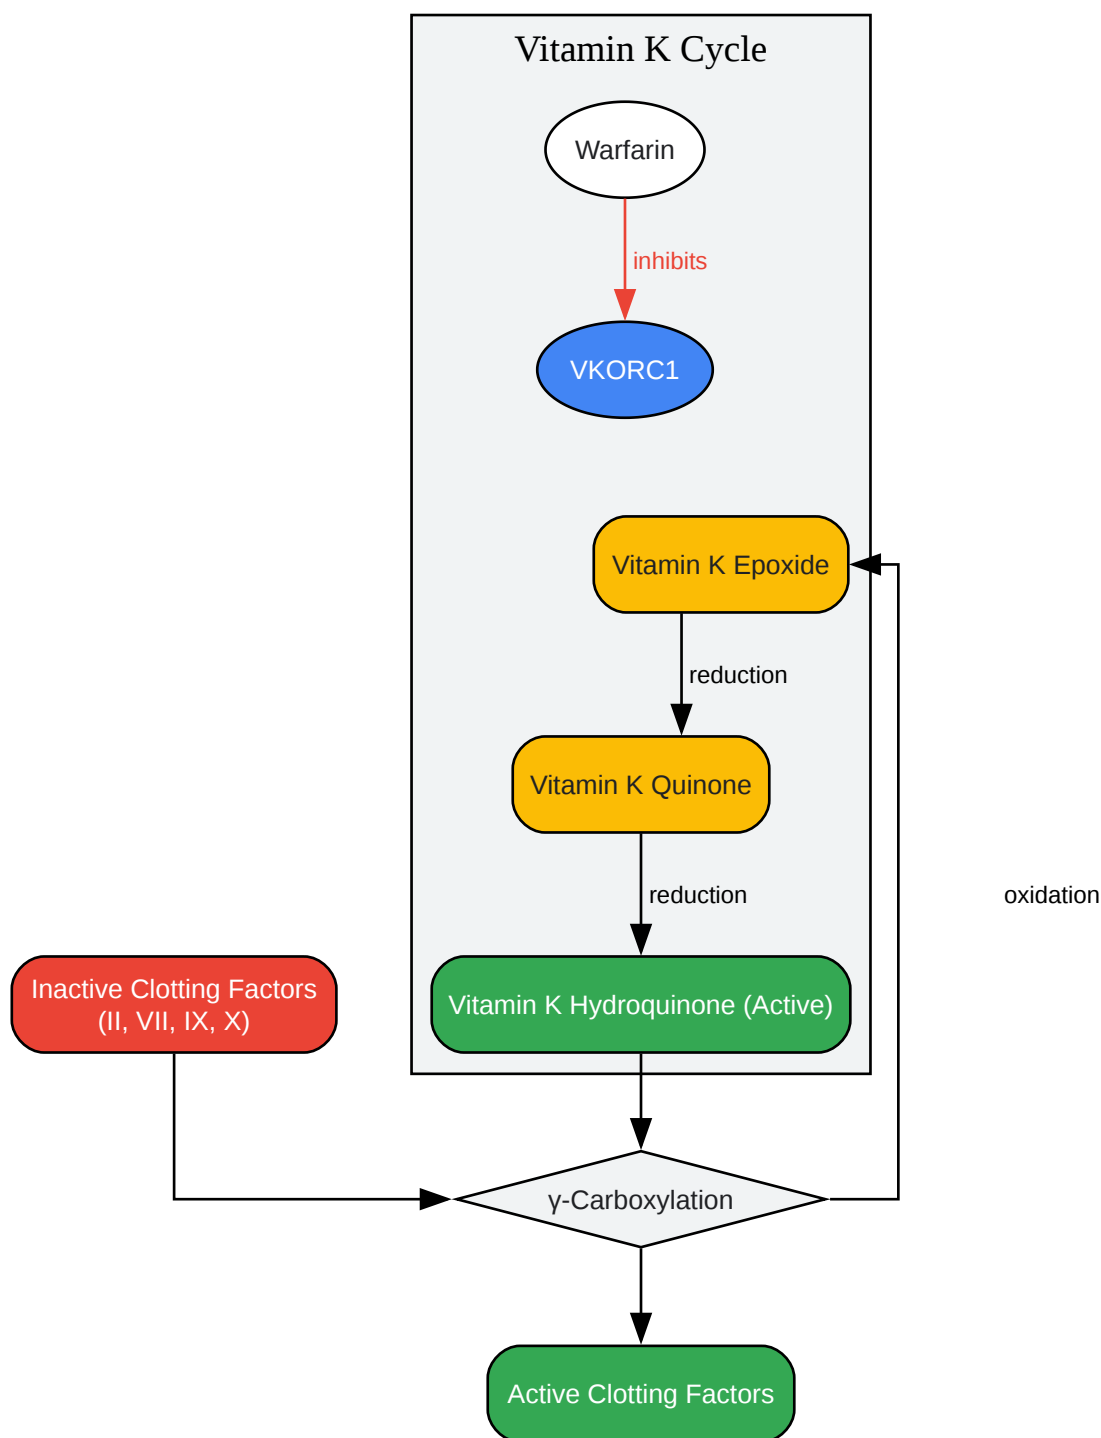 Vitamin K Cycle
Warfarin
inhibits
VKORC1
Vitamin K Epoxide
reduction
Vitamin K Quinone
reduction
oxidation
Inactive Clotting Factors
(II, VII, IX, X)
Vitamin K Hydroquinone (Active)
γ-Carboxylation
Active Clotting Factors